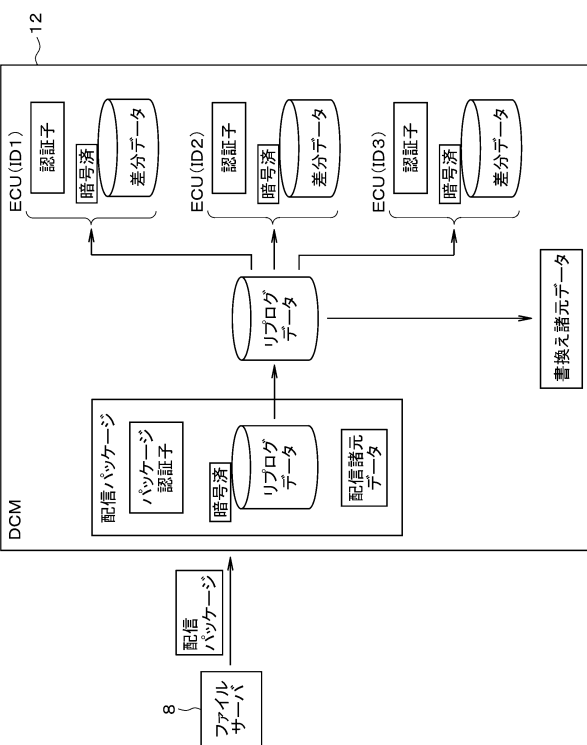 8
ファイル
サーバ
配信
パッケージ
DCM
12
配信パッケージ
パッケージ
認証子
暗号済
リプログ
データ
配信諸元
データ
リプログ
データ
ECU(ID1)
認証子
暗号済
差分データ
ECU(ID2)
認証子
暗号済
差分データ
ECU(ID3)
認証子
暗号済
差分データ
書換え諸元データ